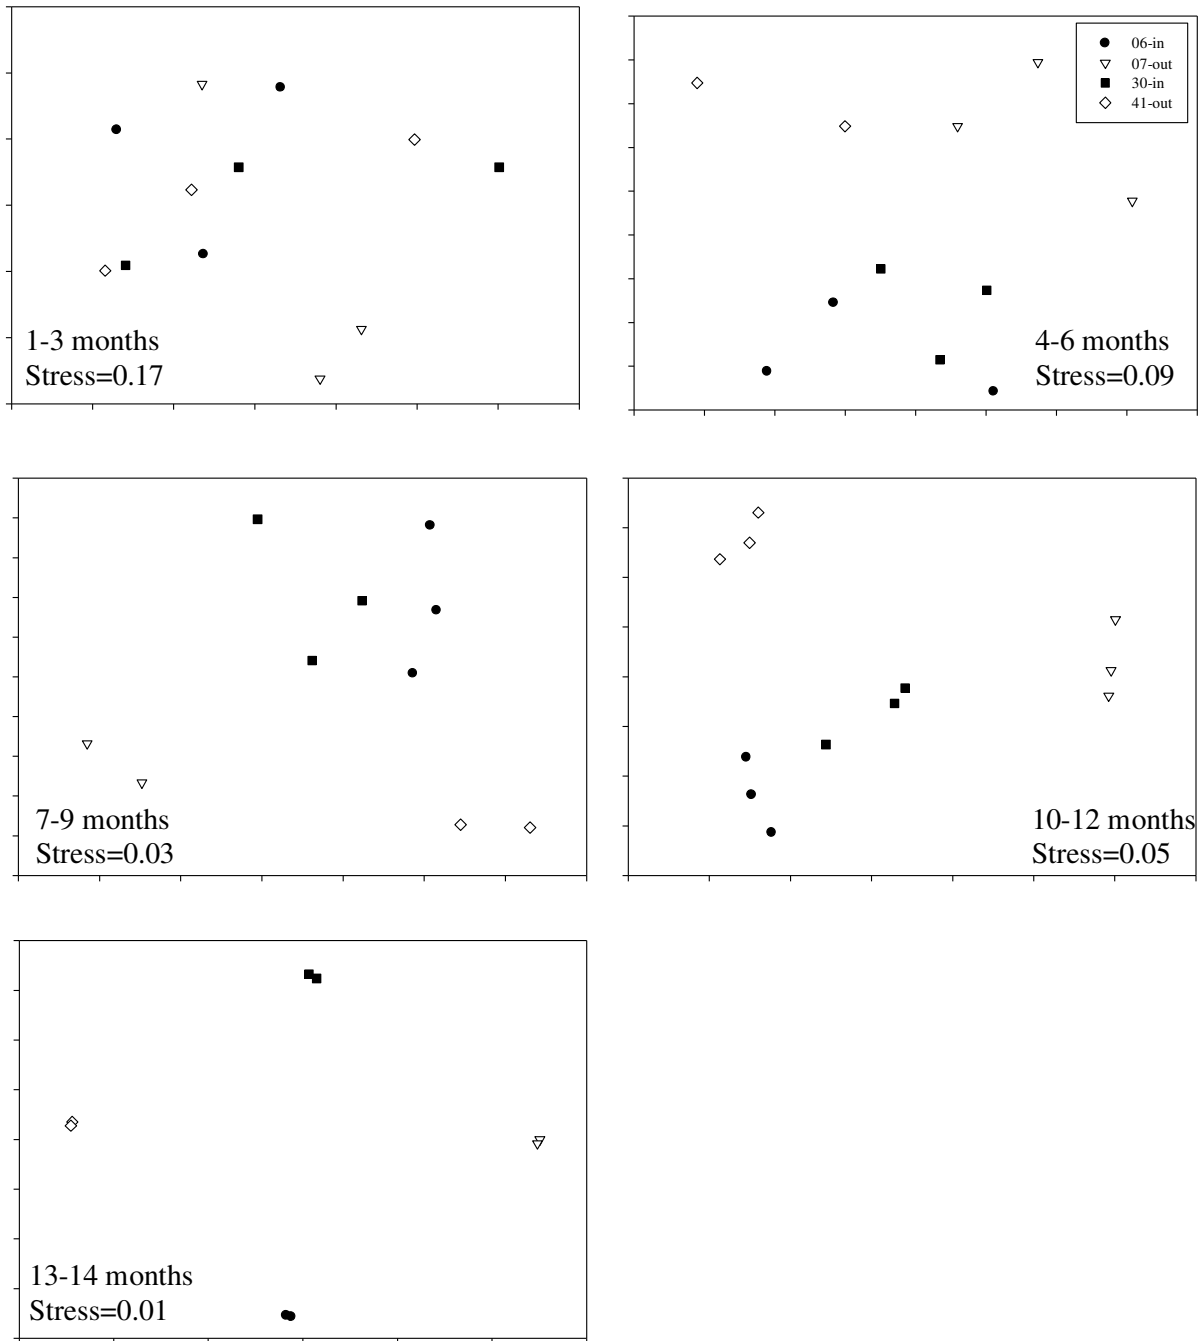 06-in
07-out
30-in
41-out
1-3 months
Stress=0.17
4-6 months
Stress=0.09
7-9 months
Stress=0.03
10-12 months
Stress=0.05
13-14 months
Stress=0.01